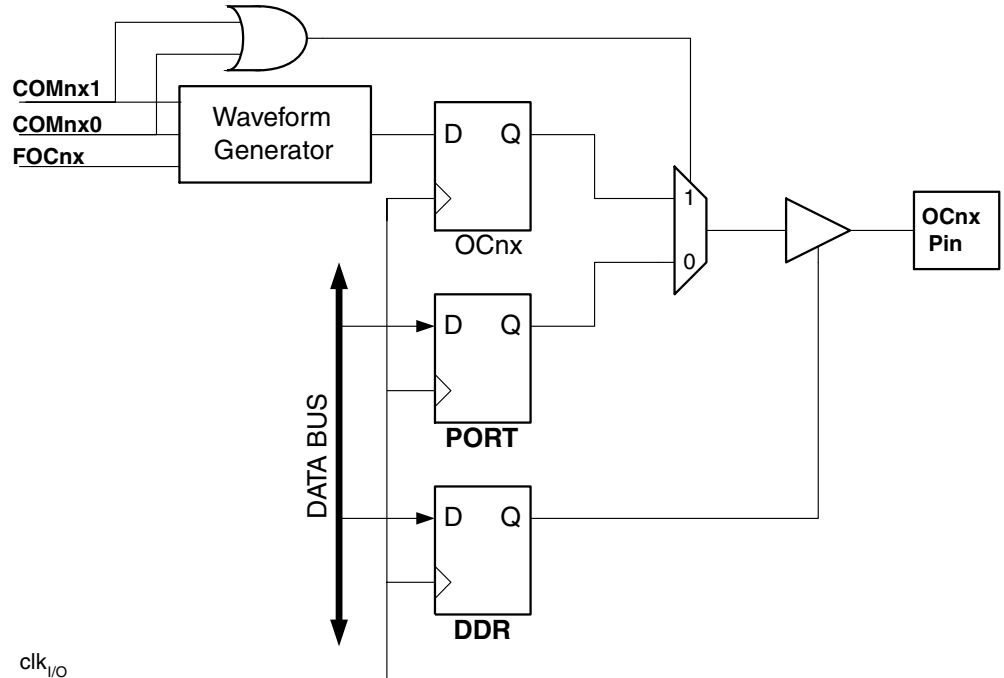 COMnx1
COMnx0
FOCnx
Waveform
Generator
D Q
OCnx
1
0
OCnx
Pin
D Q
PORT
DATA BUS
D Q
DDR
clkI/O